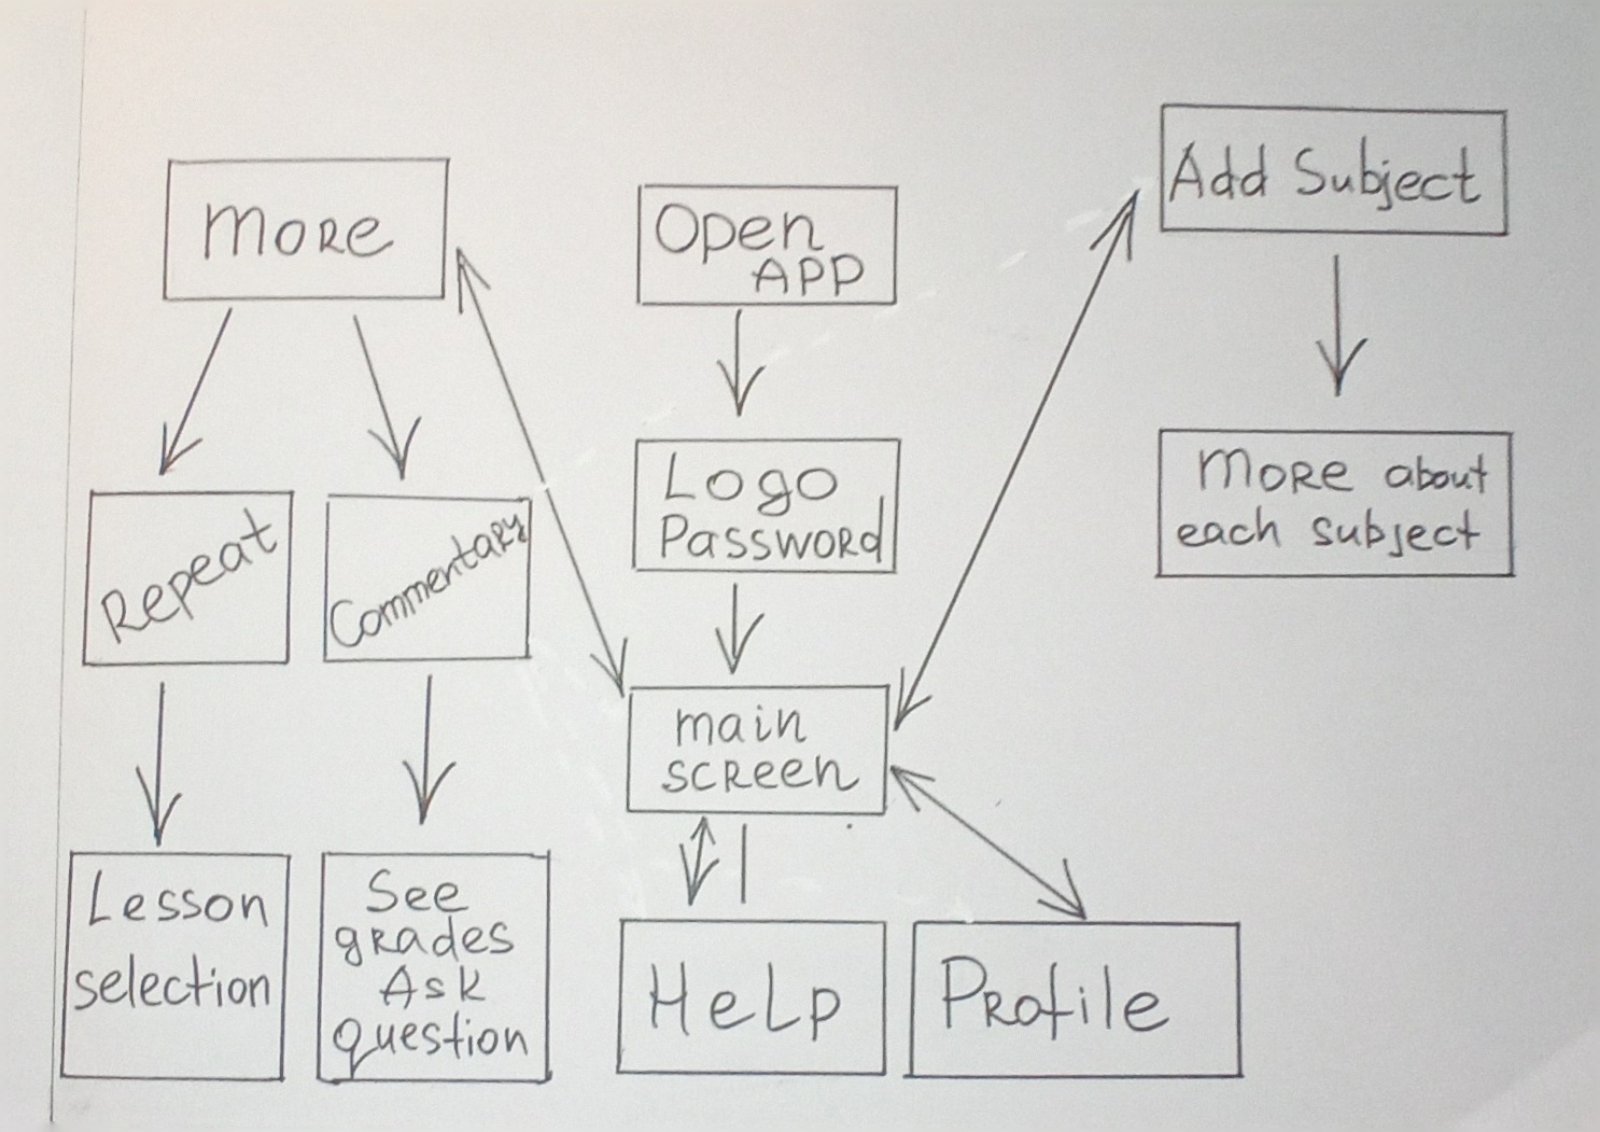 More
Open
APP
Add Subject
Logo
Password
More about
each subject
Repeat
Commentary
main
screen
Lesson
selection
See
grades
Ask
question
Help
Profile